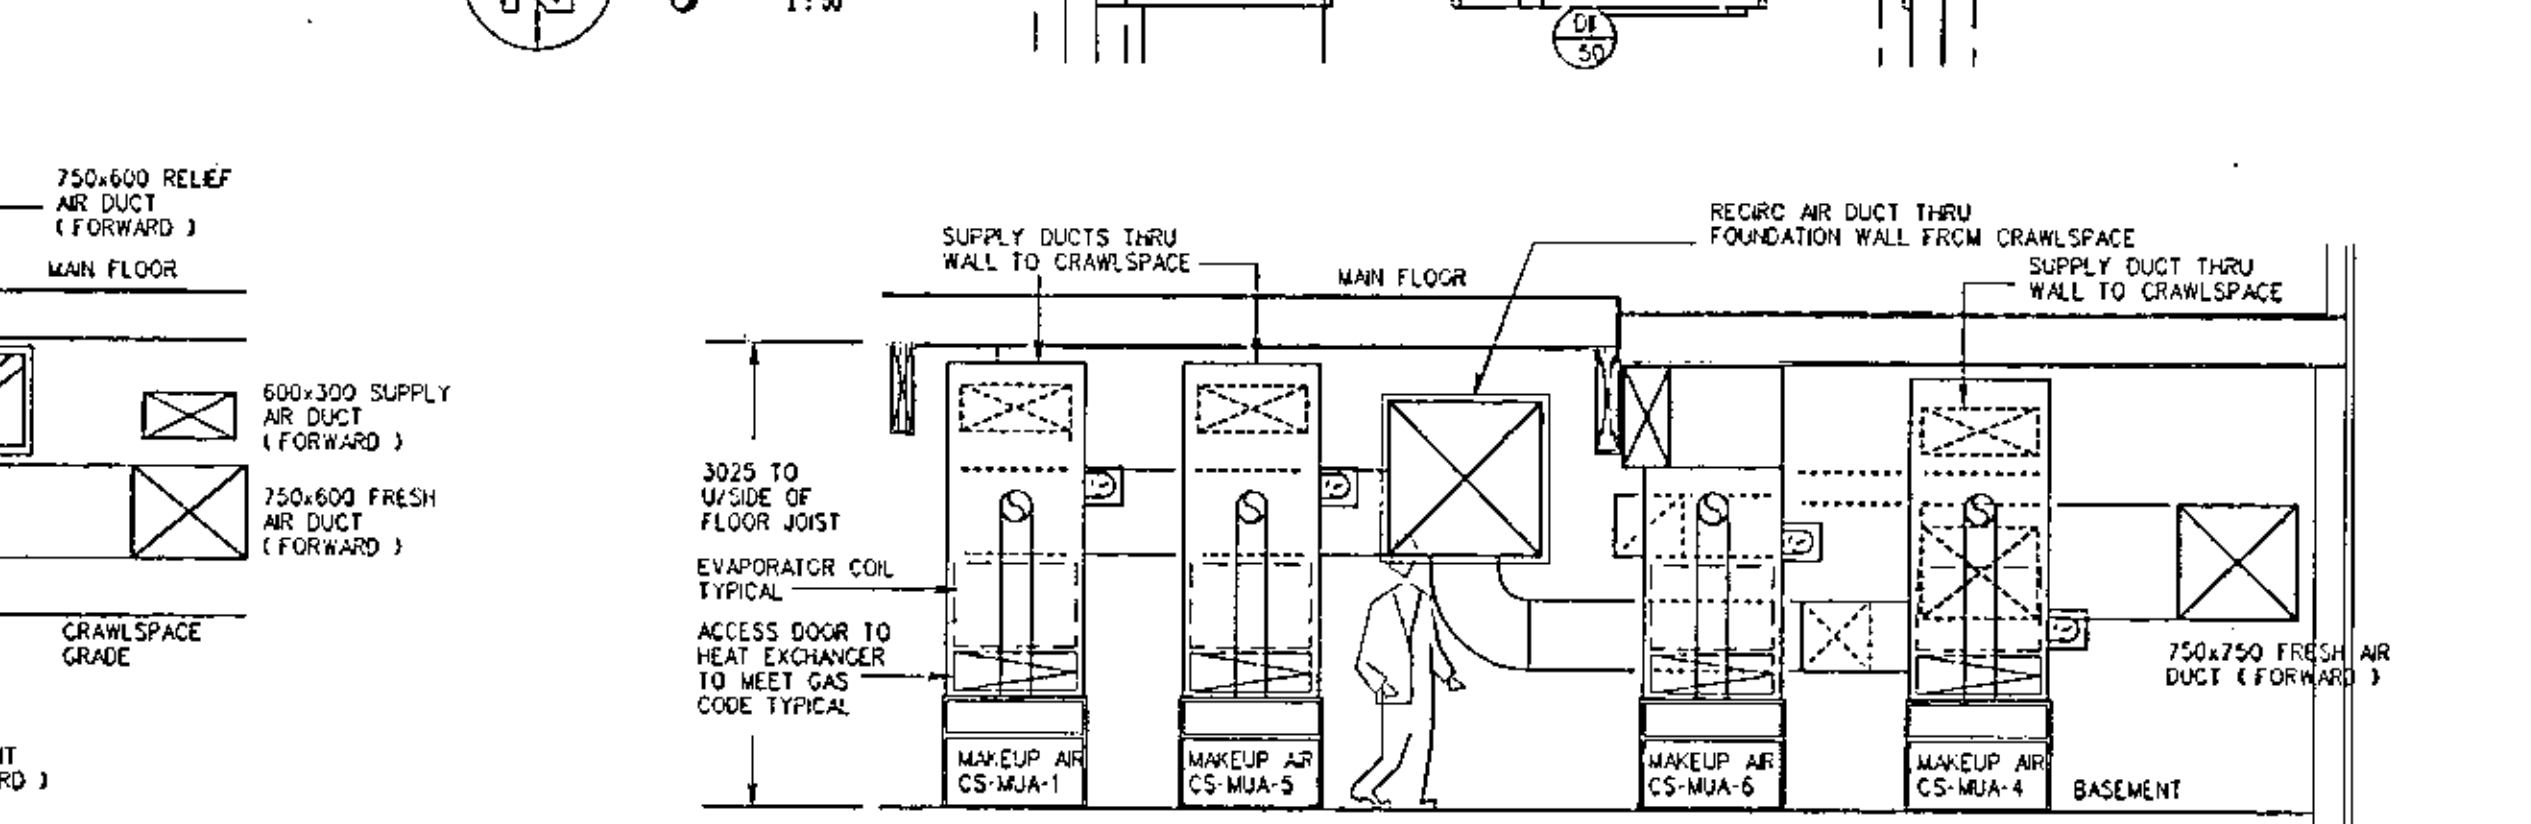 1:50
50
750x600 RELIEF
AIR DUCT
(FORWARD)
MAIN FLOOR
600x300 SUPPLY
AIR DUCT
(FORWARD)
750x600 FRESH
AIR DUCT
(FORWARD)
CRAWLSPACE
GRADE
RD)
SUPPLY DUCTS THRU
WALL TO CRAWLSPACE
MAIN FLOOR
RECIRC AIR DUCT THRU
FOUNDATION WALL FROM CRAWLSPACE
SUPPLY DUCT THRU
WALL TO CRAWLSPACE
3025 TO
U/SIDE OF
FLOOR JOIST
EVAPORATOR COIL
TYPICAL
ACCESS DOOR TO
HEAT EXCHANGER
TO MEET GAS
CODE TYPICAL
750x750 FRESH AIR
DUCT (FORWARD)
MAKEUP AIR
CS-MUA-1
MAKEUP AIR
CS-MUA-5
MAKEUP AIR
CS-MUA-6
MAKEUP AIR
CS-MUA-4
BASEMENT